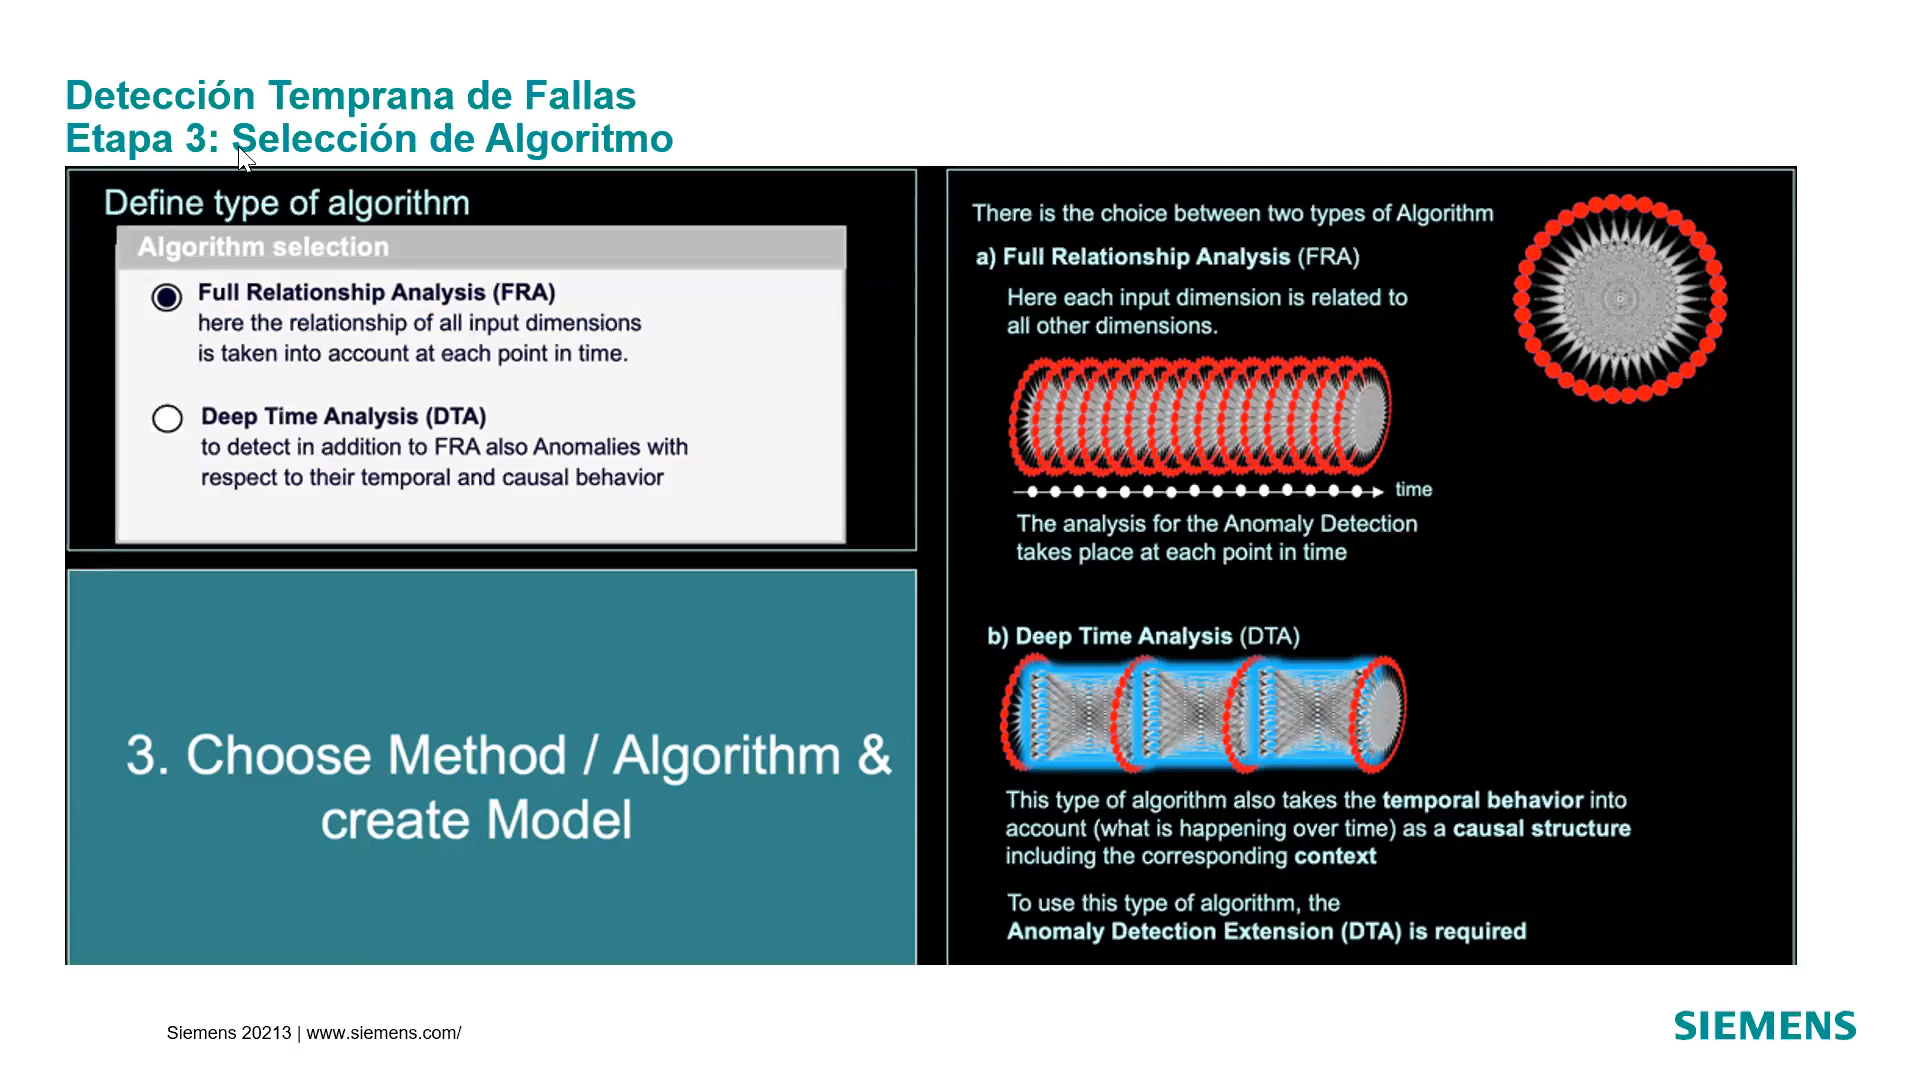 Detección Temprana de Fallas
Etapa 3: Selección de Algoritmo
Define type of algorithm
Algorithm selection
Full Relationship Analysis (FRA)
here the relationship of all input dimensions
is taken into account at each point in time.
Deep Time Analysis (DTA)
to detect in addition to FRA also Anomalies with
respect to their temporal and causal behavior
3. Choose Method / Algorithm &
create Model
There is the choice between two types of Algorithm
a) Full Relationship Analysis (FRA)
Here each input dimension is related to
all other dimensions.
time
The analysis for the Anomaly Detection
takes place at each point in time
b) Deep Time Analysis (DTA)
This type of algorithm also takes the temporal behavior into
account (what is happening over time) as a causal structure
including the corresponding context
To use this type of algorithm, the
Anomaly Detection Extension (DTA) is required
Siemens 20213 | www.siemens.com/
SIEMENS